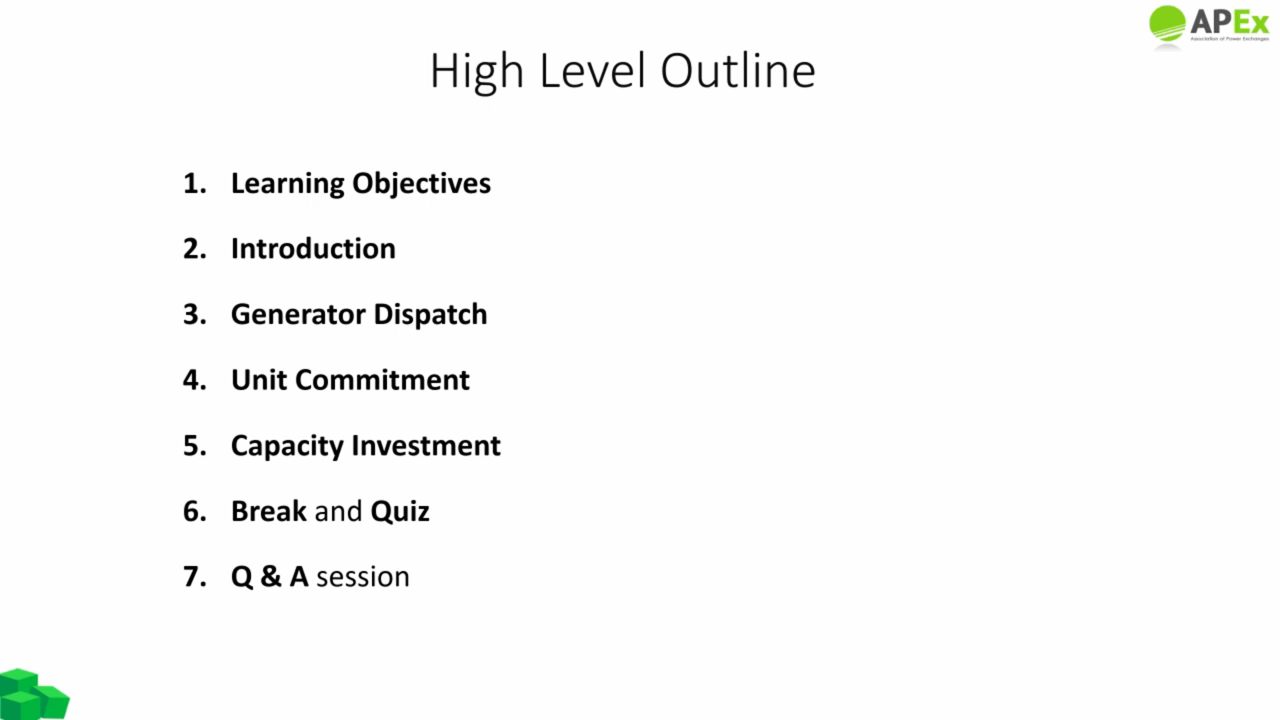 APEx
Association of Power Exchanges
High Level Outline
1. Learning Objectives
2. Introduction
3. Generator Dispatch
4. Unit Commitment
5. Capacity Investment
6. Break and Quiz
7. Q & A session